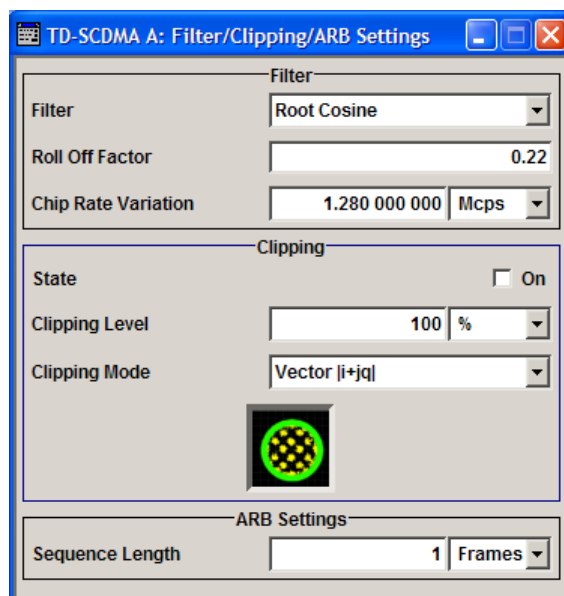 TD-SCDMA A: Filter/Clipping/ARB Settings
Filter
Filter Root Cosine
Roll Off Factor 0.22
Chip Rate Variation 1.280 000 000 Mcps
Clipping
State On
Clipping Level 100 %
Clipping Mode Vector |i+jq|
ARB Settings
Sequence Length 1 Frames